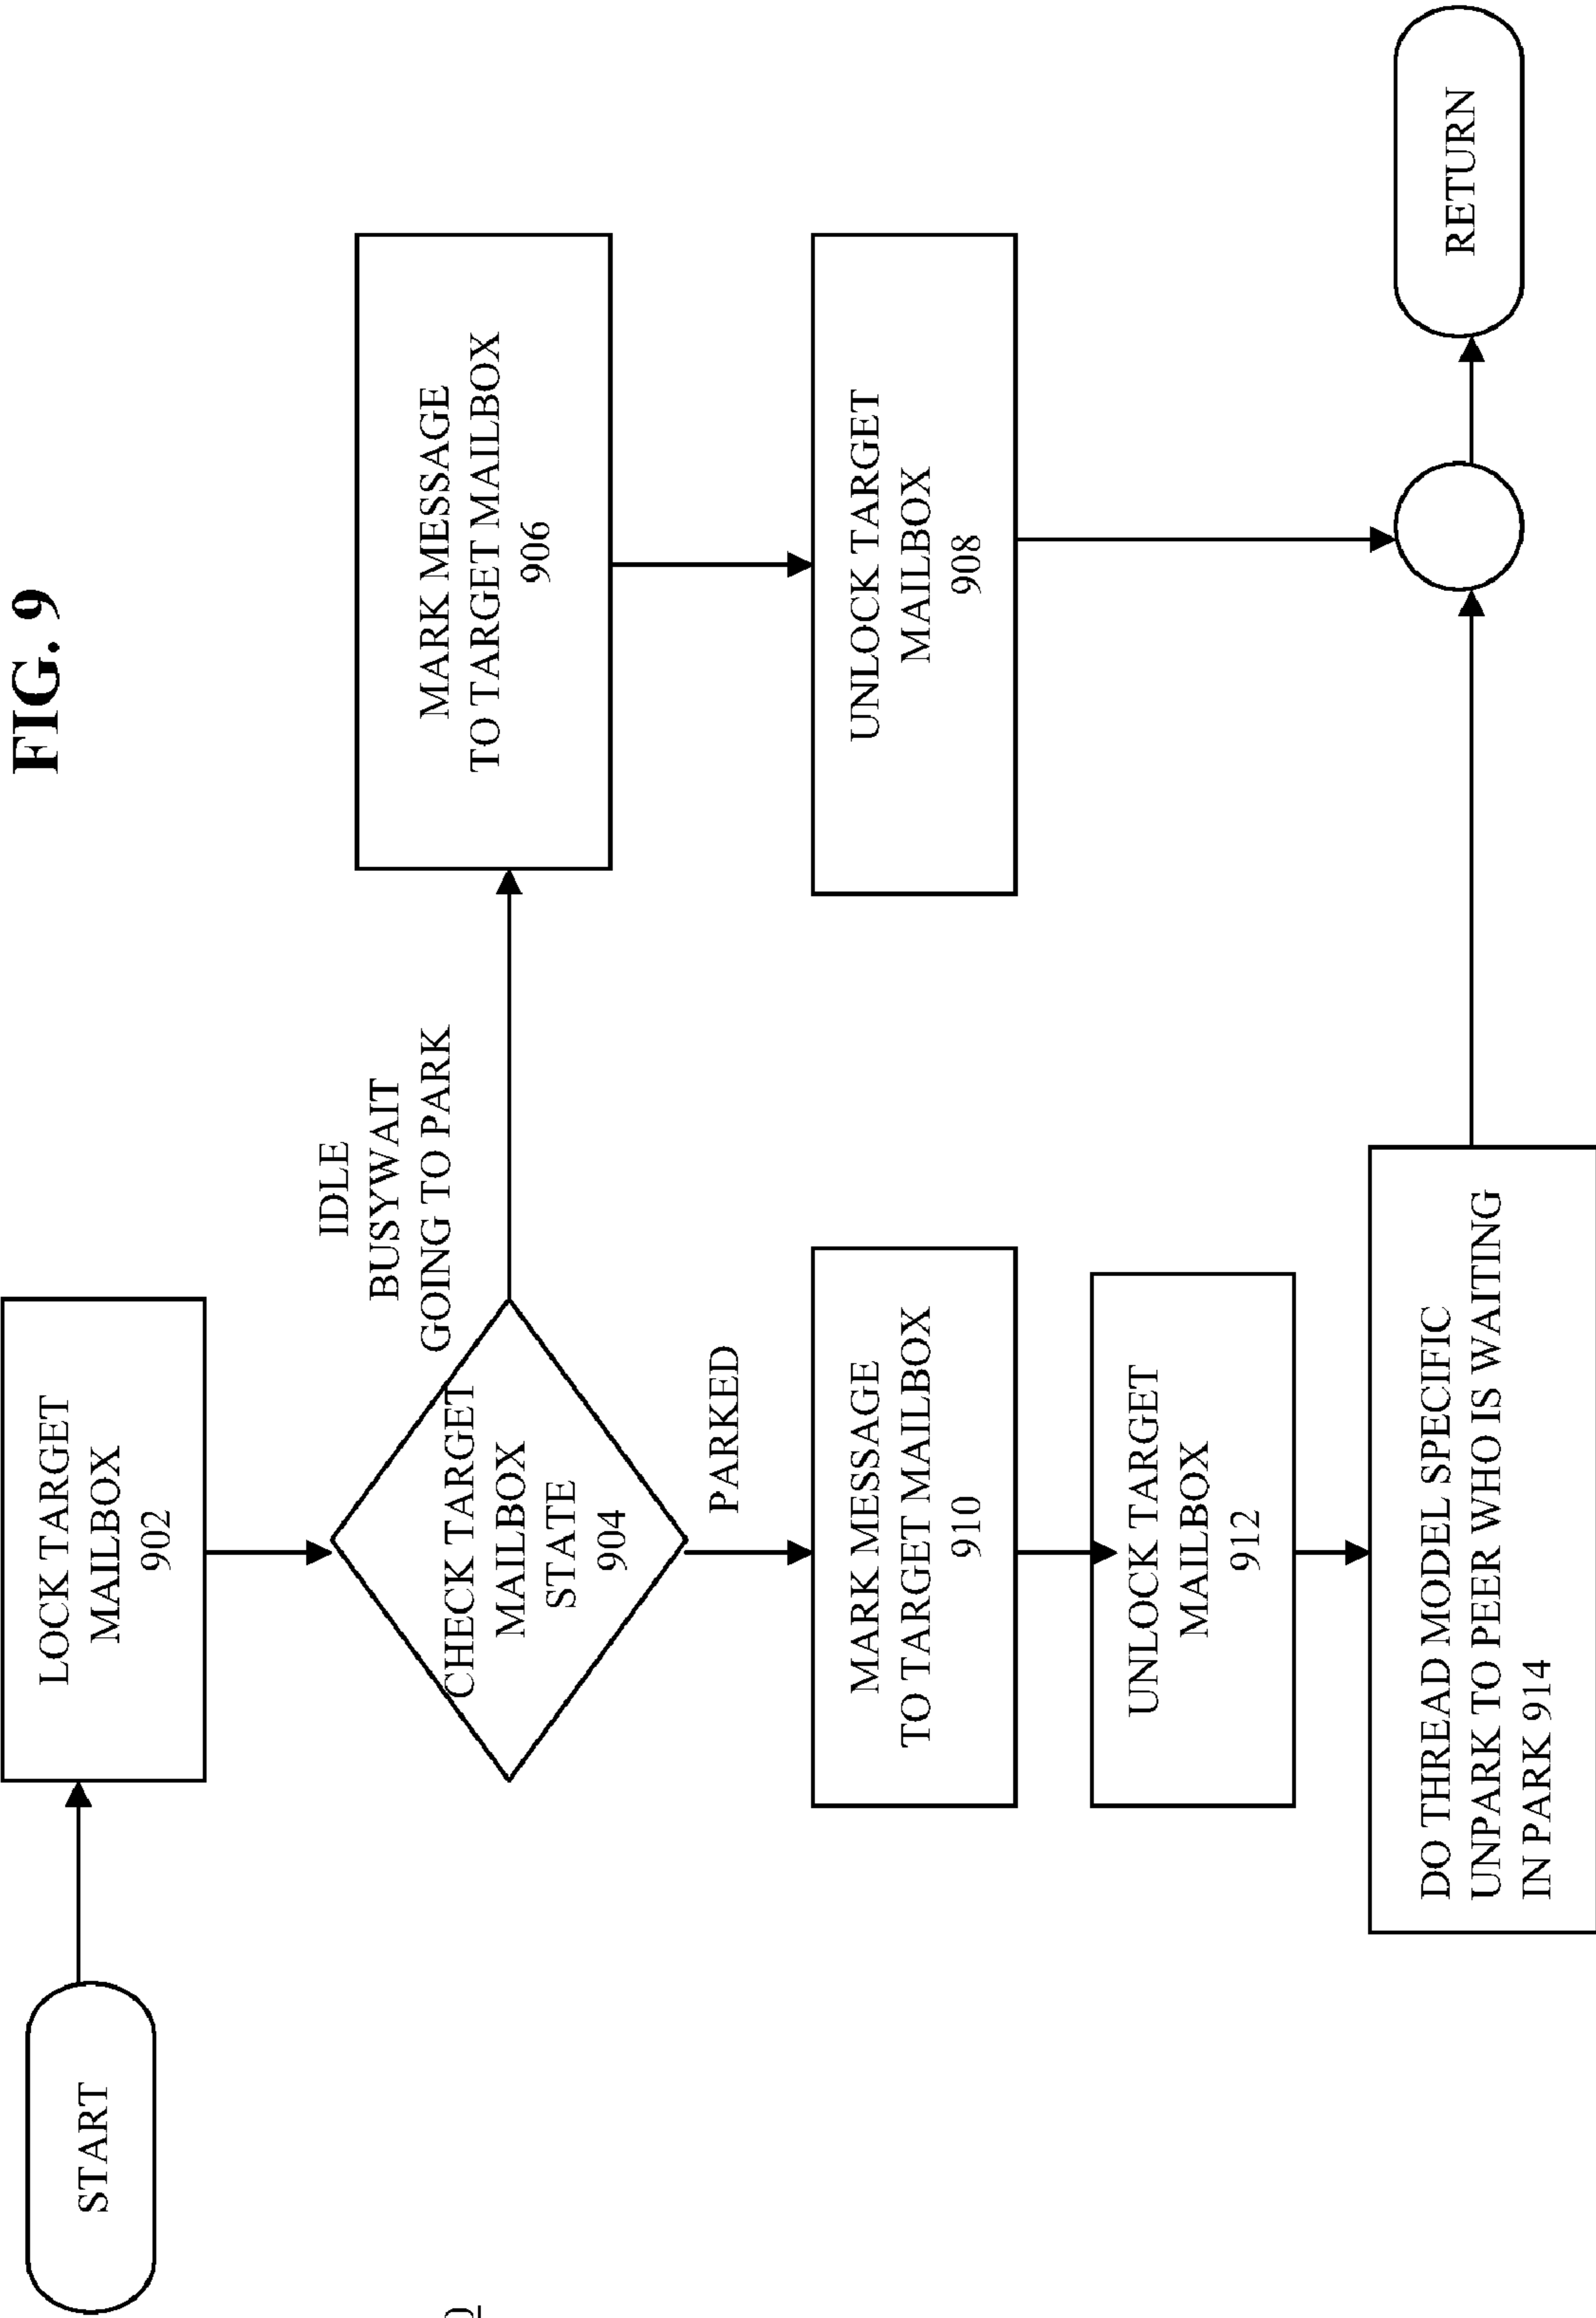 FIG. 9
START
LOCK TARGET
MAILBOX
902
CHECK TARGET
MAILBOX
STATE
904
IDLE
BUSYWAIT
GOING TO PARK
MARK MESSAGE
TO TARGET MAILBOX
906
UNLOCK TARGET
MAILBOX
908
PARKED
MARK MESSAGE
TO TARGET MAILBOX
910
UNLOCK TARGET
MAILBOX
912
DO THREAD MODEL SPECIFIC
UNPARK TO PEER WHO IS WAITING
IN PARK 914
RETURN